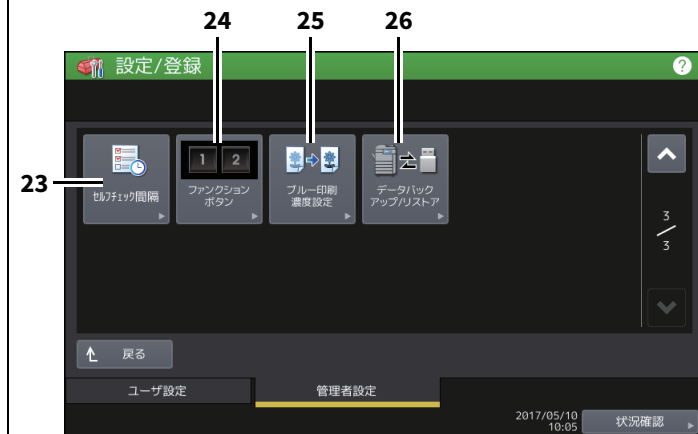 24 25 26
設定/登録 ?
23
1 2
セルフチェック間隔
ファンクション
ボタン
ブルー印刷
濃度設定
データバック
アップ/リストア
3
3
戻る
ユーザ設定 管理者設定
2017/05/10
10:05
状況確認